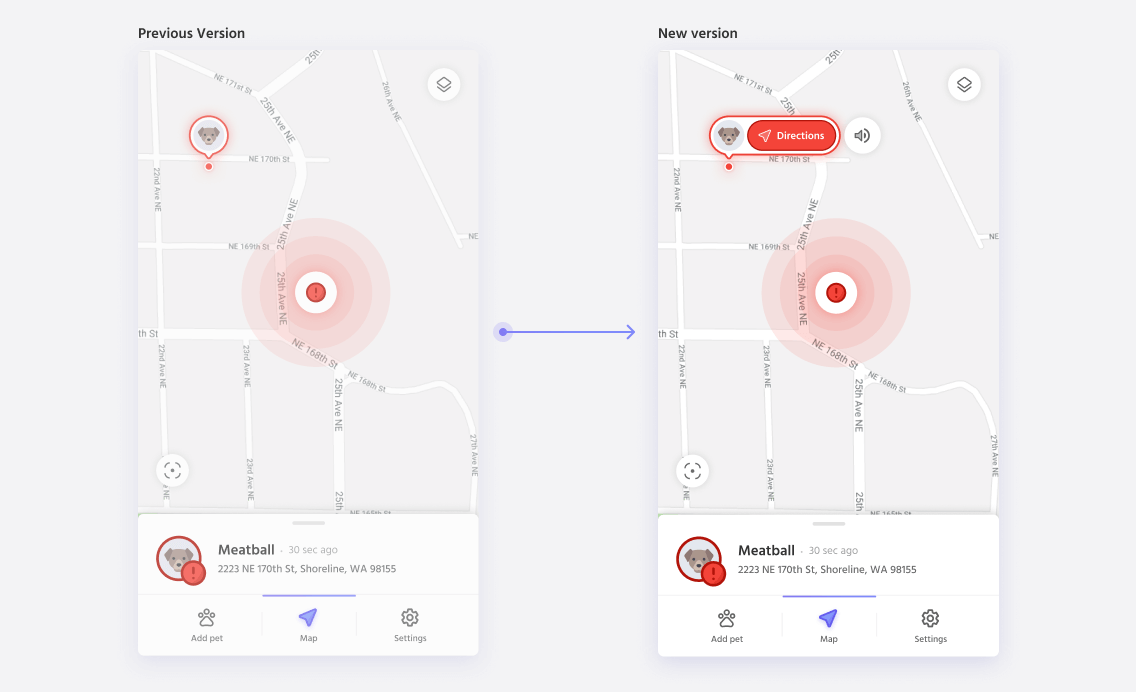 Previous Version
25th
NE 171st St
25th Ave NE
26th Ave NE
NE 170th St
22nd Ave NE
25th Ave NE
NE
NE 169th St
25th Ave NE
th St
NE 168th St
NE 168th St
22nd Ave NE
23rd Ave NE
25th Ave NE
27th Ave NE
23rd Ave NE
NE
25th
NE 165th St
Meatball · 30 sec ago
2223 NE 170th St, Shoreline, WA 98155
Add pet
Map
Settings
New version
25th
NE 171st St
25th
26th Ave NE
Directions
NE 170th St
22nd Ave NE
25th Ave NE
NE
NE 169th St
25th Ave NE
th St
NE 168th St
NE 168th St
22nd Ave NE
23rd Ave NE
25th Ave NE
27th Ave NE
23rd Ave NE
NE
25th
NE 165th St
Meatball · 30 sec ago
2223 NE 170th St, Shoreline, WA 98155
Add pet
Map
Settings